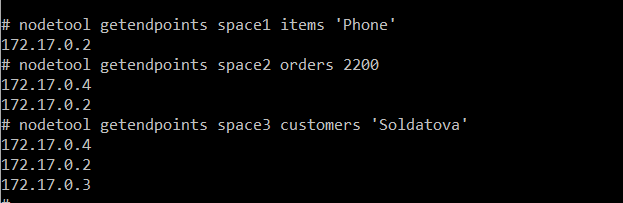 # nodetool getendpoints space1 items 'Phone'
172.17.0.2
# nodetool getendpoints space2 orders 2200
172.17.0.4
172.17.0.2
# nodetool getendpoints space3 customers 'Soldatova'
172.17.0.4
172.17.0.2
172.17.0.3
#